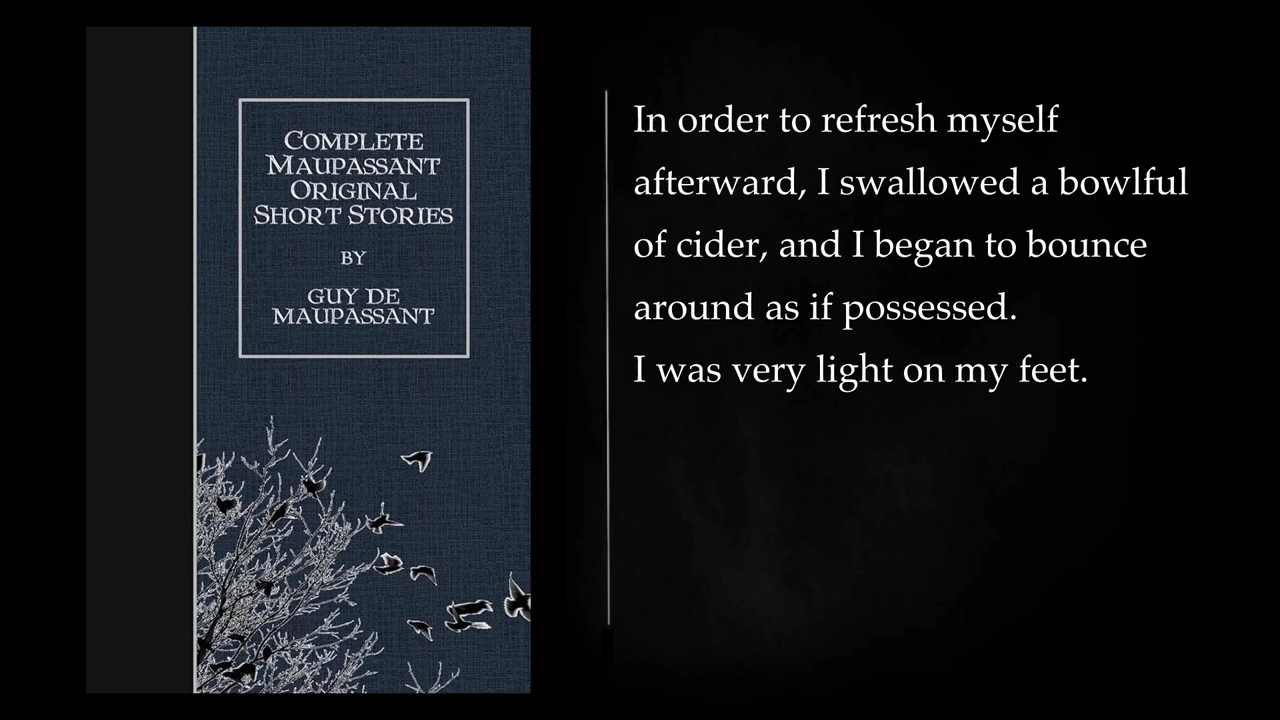 COMPLETE
MAUPASSANT
ORIGINAL
SHORT STORIES
BY
GUY DE
MAUPASSANT
In order to refresh myself
afterward, I swallowed a bowlful
of cider, and I began to bounce
around as if possessed.
I was very light on my feet.